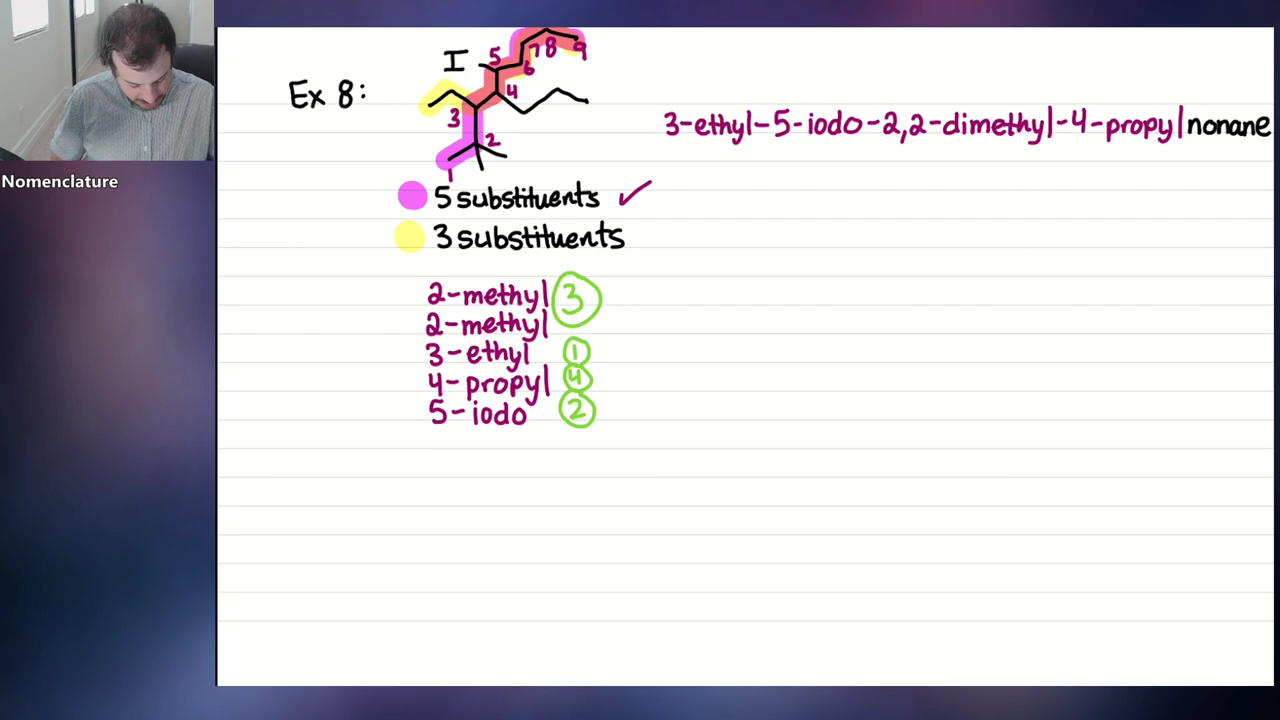 Nomenclature
Ex 8:
I 5 7 8 9
6
4
3
2
1
3-ethyl-5-iodo-2,2-dimethyl-4-propylnonane
5 substituents ✓
3 substituents
2-methyl 3
2-methyl
3-ethyl 1
4-propyl 4
5-iodo 2